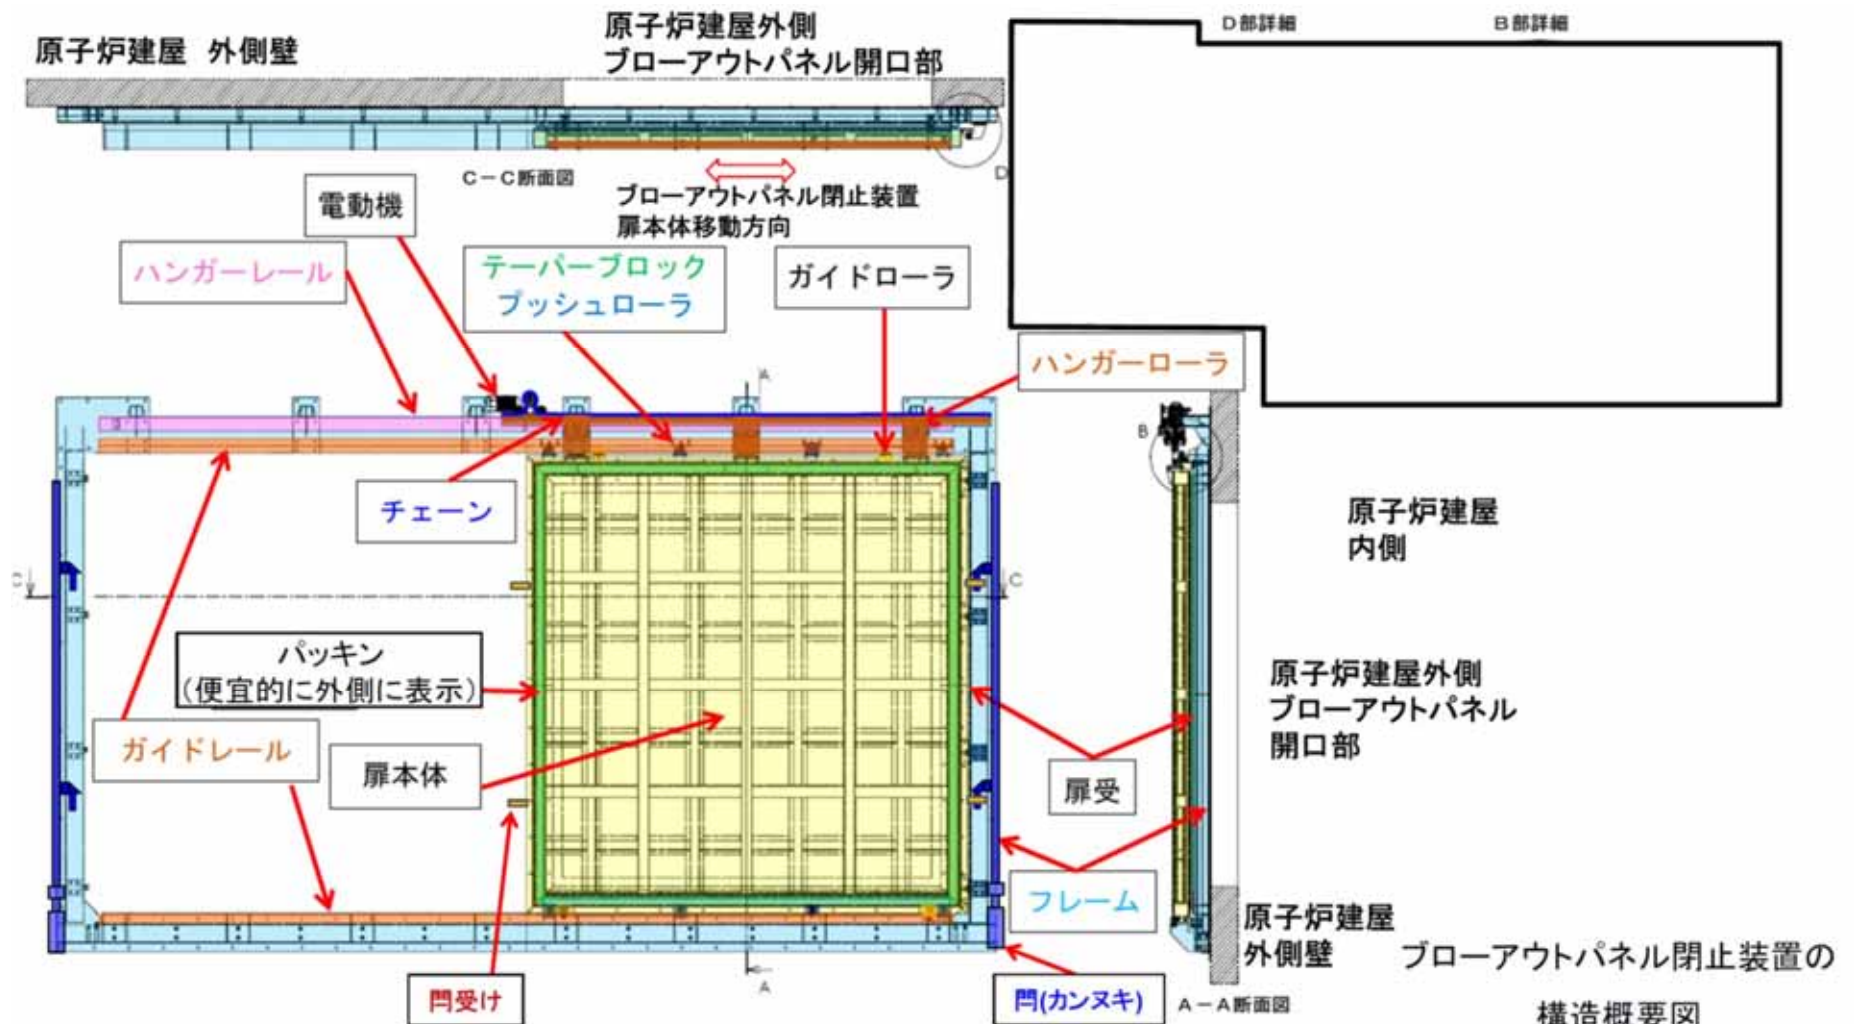 原子炉建屋 外側壁
原子炉建屋外側
ブローアウトパネル開口部
D部詳細
B部詳細
C-C断面図
D
ブローアウトパネル閉止装置
扉本体移動方向
電動機
ハンガーレール
テーパーブロック
プッシュローラ
ガイドローラ
ハンガーローラ
A
B
チェーン
原子炉建屋
内側
C
C
パッキン
(便宜的に外側に表示)
原子炉建屋外側
ブローアウトパネル
開口部
ガイドレール
扉本体
扉受
フレーム
原子炉建屋
外側壁
閂受け
A
閂(カンヌキ)
A-A断面図
ブローアウトパネル閉止装置の
構造概要図